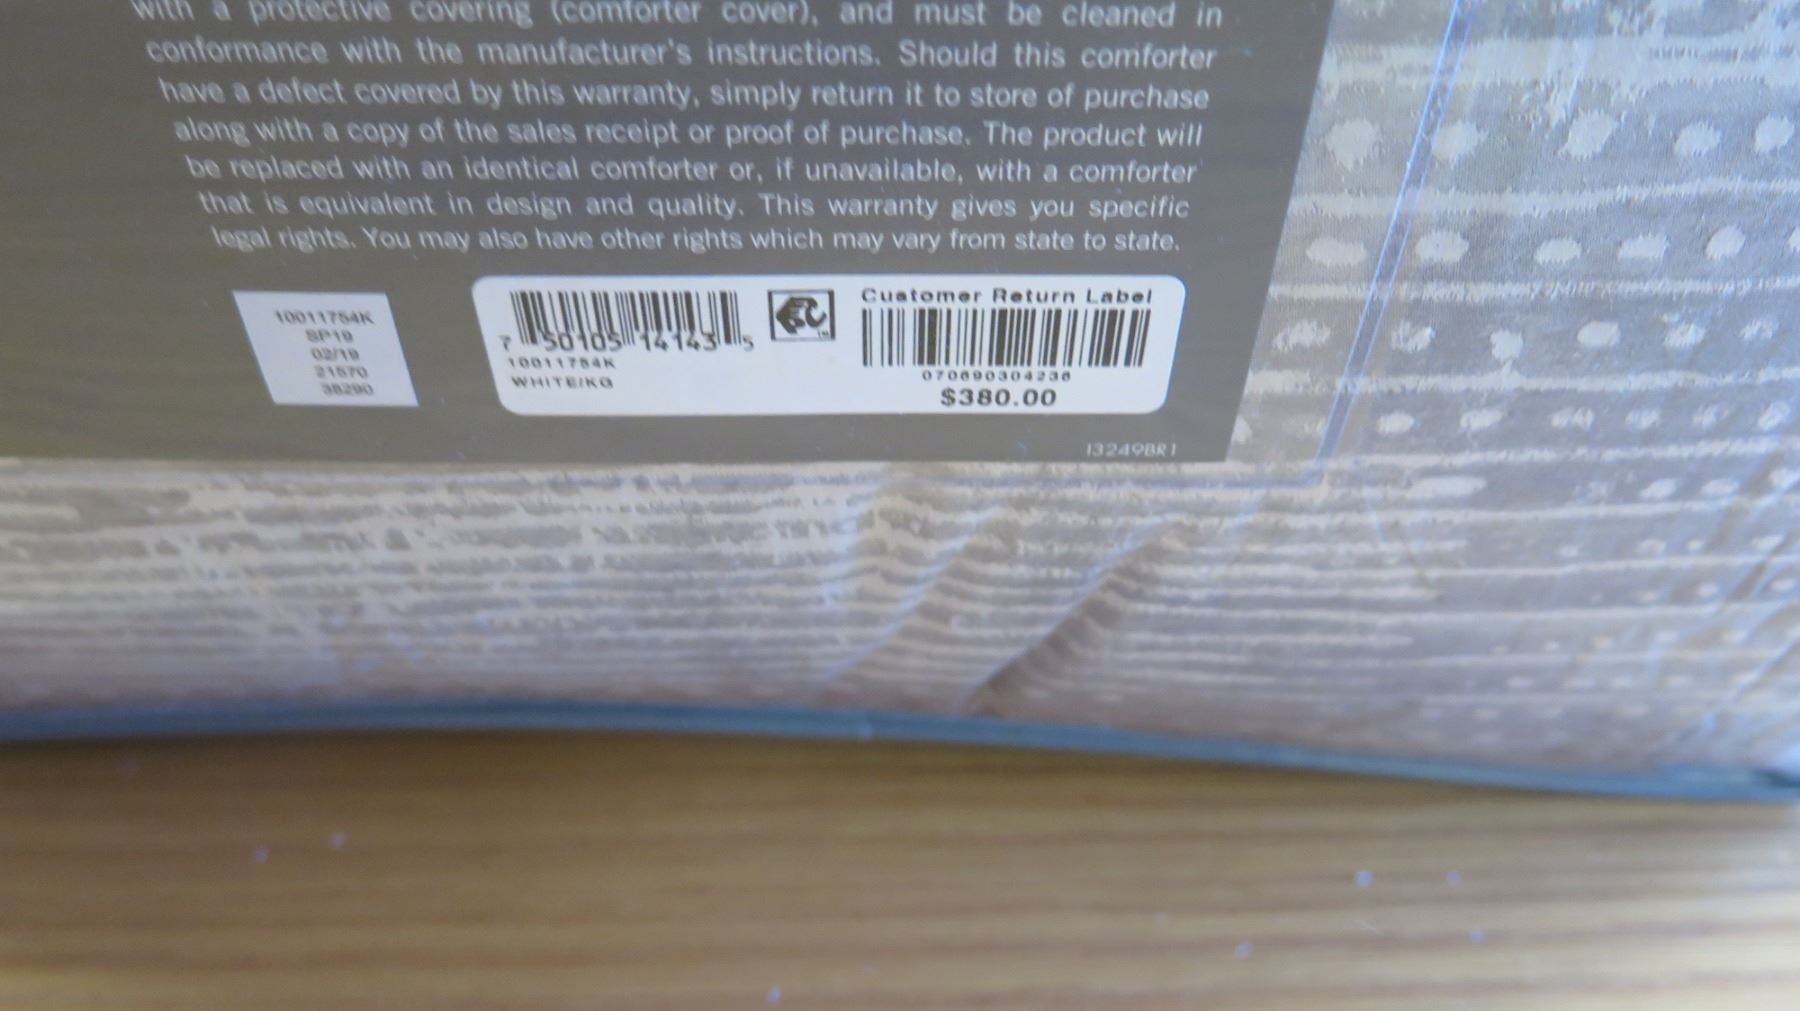 with a protective covering (comforter cover), and must be cleaned in
conformance with the manufacturer's instructions. Should this comforter
have a defect covered by this warranty, simply return it to store of purchase
along with a copy of the sales receipt or proof of purchase. The product will
be replaced with an identical comforter or, if unavailable, with a comforter
that is equivalent in design and quality. This warranty gives you specific
legal rights. You may also have other rights which may vary from state to state.
10011754K
SP19
02/19
21570
38290
7 50105 14143 5
10011754K
WHITE/KG
Customer Return Label
070690304236
$380.00
13249BR1